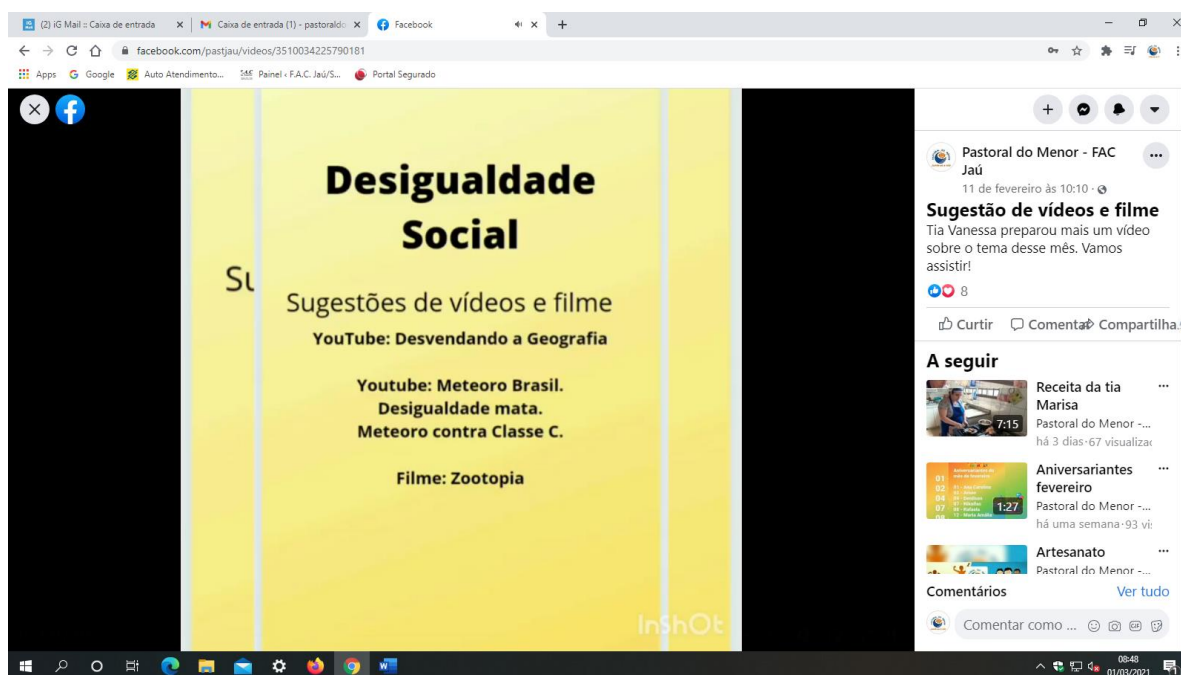 (2) iG Mail :: Caixa de entrada
Caixa de entrada (1) - pastoraldo
Facebook
facebook.com/pastjau/videos/3510034225790181
Apps
Google
Auto Atendimento...
Painel ‹ F.A.C. Jaú/S...
Portal Segurado
Desigualdade
Social
Su
Sugestões de vídeos e filme
YouTube: Desvendando a Geografia
Youtube: Meteoro Brasil.
Desigualdade mata.
Meteoro contra Classe C.
Filme: Zootopia
InShOt
Pastoral do Menor - FAC
Jaú
11 de fevereiro às 10:10 ·
Sugestão de vídeos e filme
Tia Vanessa preparou mais um vídeo
sobre o tema desse mês. Vamos
assistir!
8
Curtir
Comentar
Compartilha
A seguir
Receita da tia
Marisa
Pastoral do Menor -...
há 3 dias·67 visualizaç
7:15
Aniversariantes
fevereiro
Pastoral do Menor -...
há uma semana·93 vi
1:27
Artesanato
Pastoral do Menor -...
Comentários
Ver tudo
Comentar como ...
GIF
08:48
01/03/2021